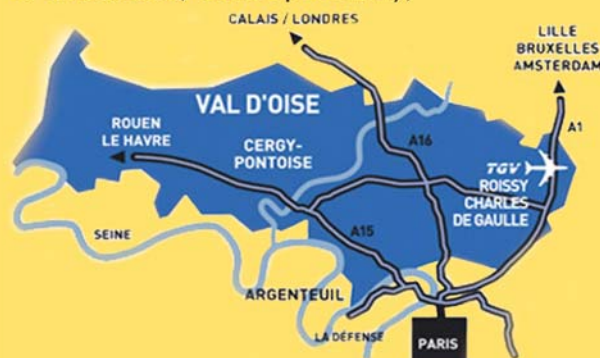 CALAIS / LONDRES
LILLE
BRUXELLES
AMSTERDAM
VAL D'OISE
ROUEN
LE HAVRE
CERGY-
PONTOISE
A16
A1
TGV
ROISSY
CHARLES
DE GAULLE
SEINE
A15
ARGENTEUIL
LA DÉFENSE
PARIS